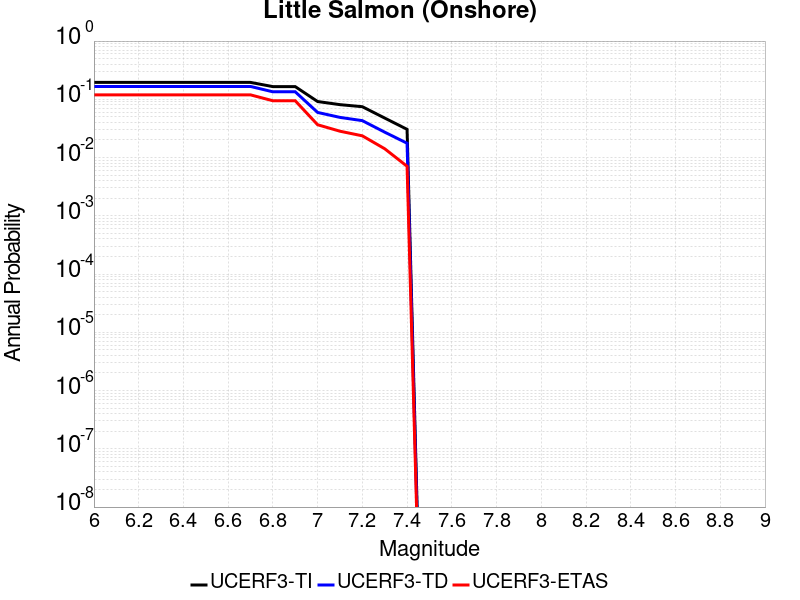 Little Salmon (Onshore)
10^0
10^-1
10^-2
10^-3
10^-4
10^-5
10^-6
10^-7
10^-8
Annual Probability
6 6.2 6.4 6.6 6.8 7 7.2 7.4 7.6 7.8 8 8.2 8.4 8.6 8.8 9
Magnitude
UCERF3-TI UCERF3-TD UCERF3-ETAS